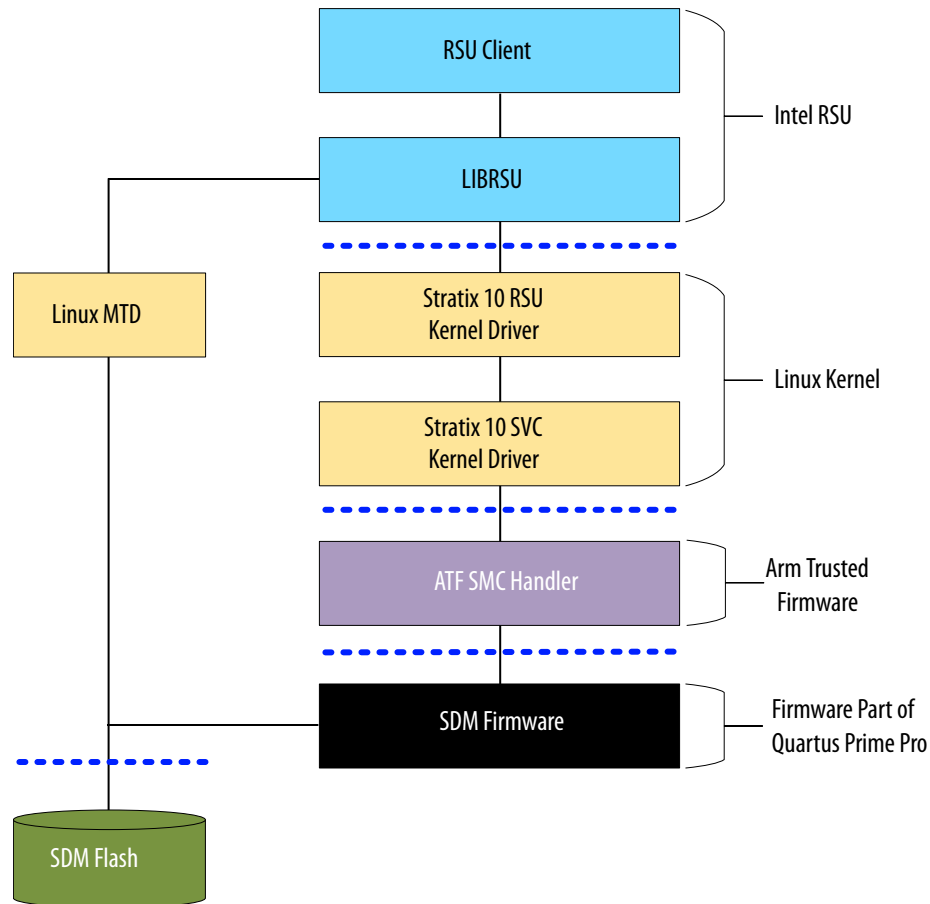 RSU Client
Intel RSU
LIBRSU
Linux MTD
Stratix 10 RSU
Kernel Driver
Linux Kernel
Stratix 10 SVC
Kernel Driver
ATF SMC Handler
Arm Trusted
Firmware
SDM Firmware
Firmware Part of
Quartus Prime Pro
SDM Flash